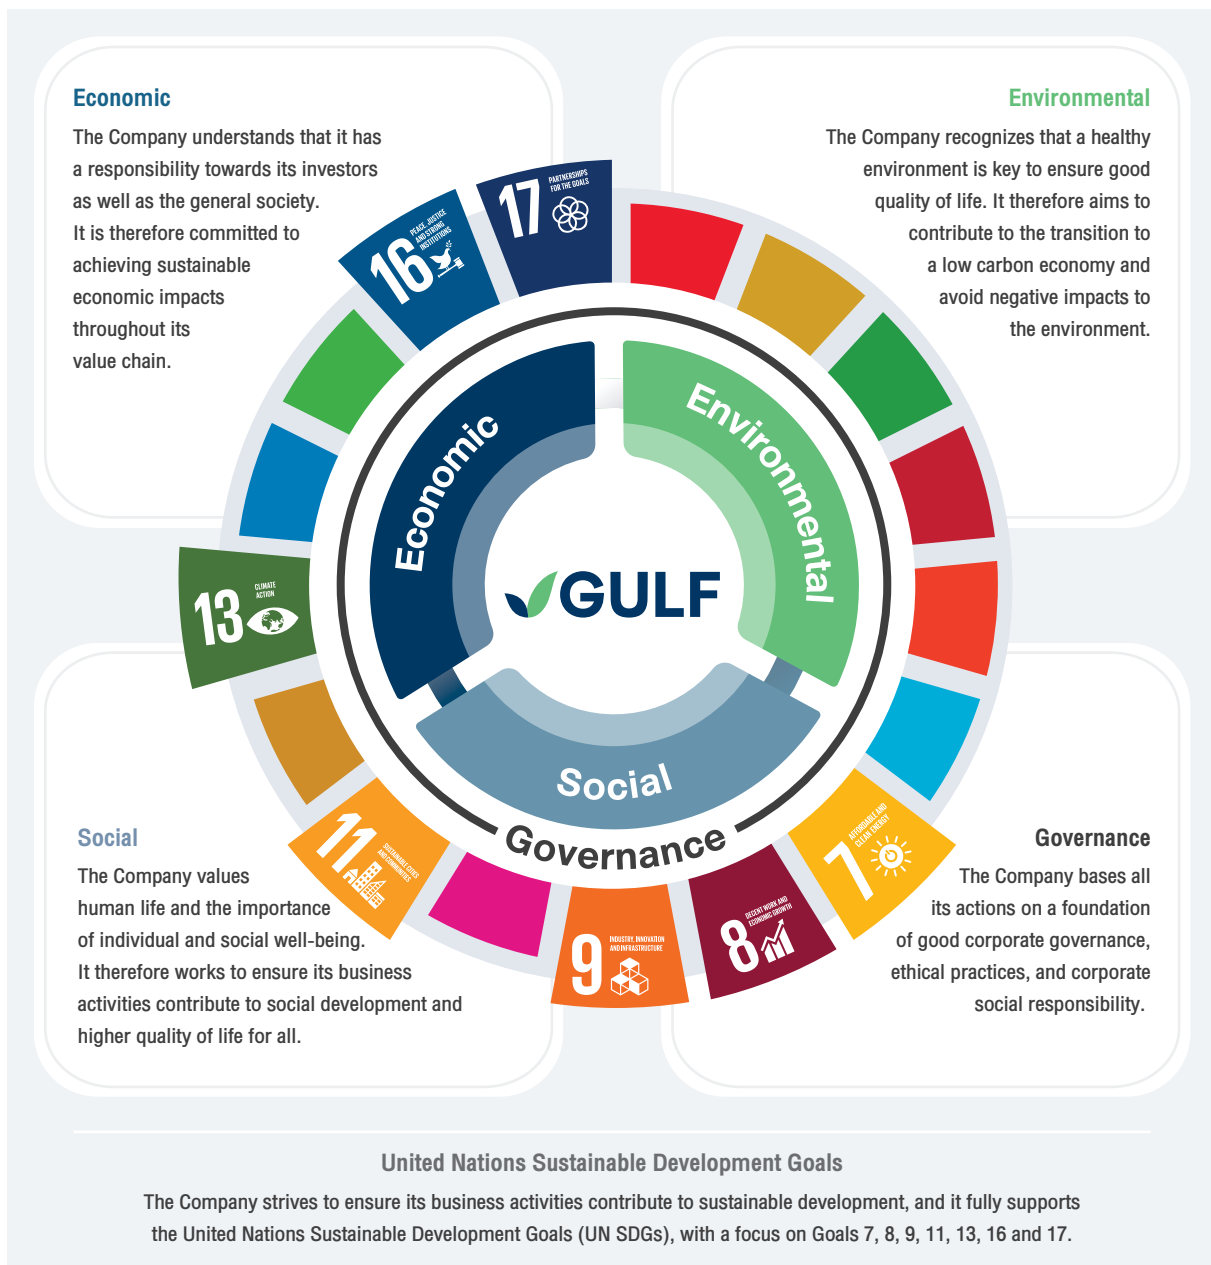 Economic
The Company understands that it has
a responsibility towards its investors
as well as the general society.
It is therefore committed to
achieving sustainable
economic impacts
throughout its
value chain.
Environmental
The Company recognizes that a healthy
environment is key to ensure good
quality of life. It therefore aims to
contribute to the transition to
a low carbon economy and
avoid negative impacts to
the environment.
17
PARTNERSHIPS
FOR THE GOALS
16
PEACE, JUSTICE
AND STRONG
INSTITUTIONS
13
CLIMATE
ACTION
11
SUSTAINABLE CITIES
AND COMMUNITIES
9
INDUSTRY, INNOVATION
AND INFRASTRUCTURE
8
DECENT WORK AND
ECONOMIC GROWTH
7
AFFORDABLE AND
CLEAN ENERGY
Economic
Environmental
GULF
Social
Governance
Social
The Company values
human life and the importance
of individual and social well-being.
It therefore works to ensure its business
activities contribute to social development and
higher quality of life for all.
Governance
The Company bases all
its actions on a foundation
of good corporate governance,
ethical practices, and corporate
social responsibility.
United Nations Sustainable Development Goals
The Company strives to ensure its business activities contribute to sustainable development, and it fully supports
the United Nations Sustainable Development Goals (UN SDGs), with a focus on Goals 7, 8, 9, 11, 13, 16 and 17.